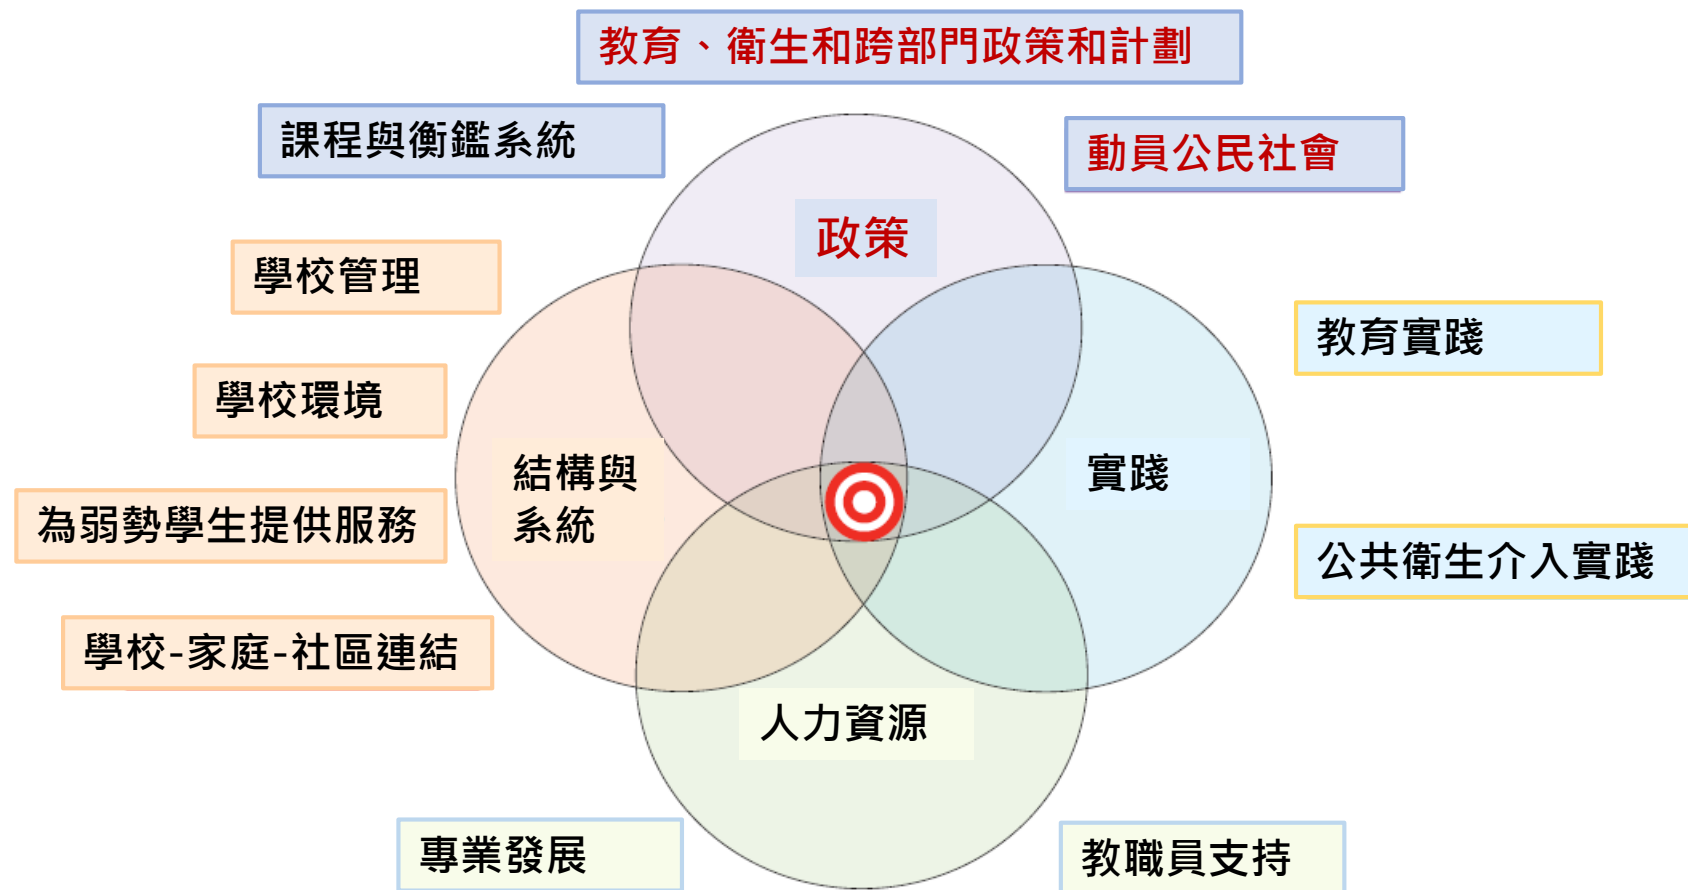 教育、衛生和跨部門政策和計劃
課程與衡鑑系統
動員公民社會
政策
學校管理
教育實踐
學校環境
結構與
系統
實踐
為弱勢學生提供服務
公共衛生介入實踐
學校-家庭-社區連結
人力資源
專業發展
教職員支持